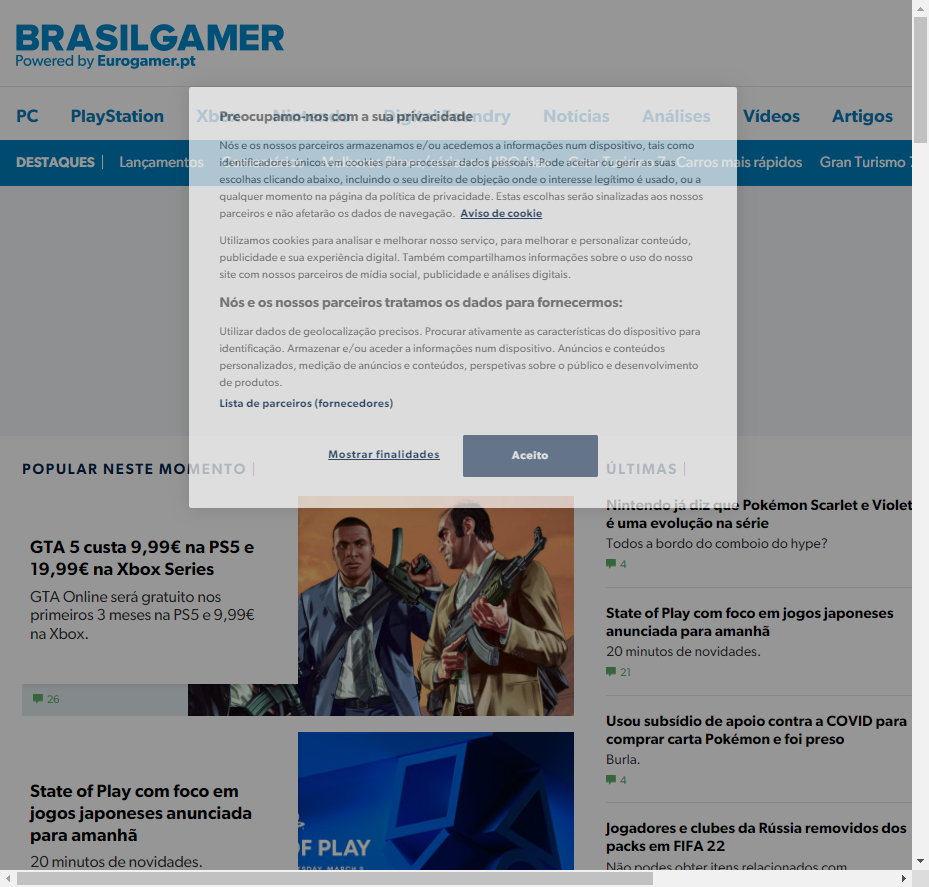 BRASILGAMER
Powered by Eurogamer.pt
PC PlayStation Xbox Nintendo Digital Foundry Notícias Análises Vídeos Artigos
DESTAQUES | Lançamentos Gran Turismo 7 Carros mais rápidos Gran Turismo 7
Preocupamo-nos com a sua privacidade
Nós e os nossos parceiros armazenamos e/ou acedemos a informações num dispositivo, tais como
identificadores únicos em cookies para processar dados pessoais. Pode aceitar ou gerir as suas
escolhas clicando abaixo, incluindo o seu direito de objeção onde o interesse legítimo é usado, ou a
qualquer momento na página da política de privacidade. Estas escolhas serão sinalizadas aos nossos
parceiros e não afetarão os dados de navegação. Aviso de cookie
Utilizamos cookies para analisar e melhorar nosso serviço, para melhorar e personalizar conteúdo,
publicidade e sua experiência digital. Também compartilhamos informações sobre o uso do nosso
site com nossos parceiros de mídia social, publicidade e análises digitais.
Nós e os nossos parceiros tratamos os dados para fornecermos:
Utilizar dados de geolocalização precisos. Procurar ativamente as características do dispositivo para
identificação. Armazenar e/ou aceder a informações num dispositivo. Anúncios e conteúdos
personalizados, medição de anúncios e conteúdos, perspetivas sobre o público e desenvolvimento
de produtos.
Lista de parceiros (fornecedores)
Mostrar finalidades
Aceito
POPULAR NESTE MOMENTO |
GTA 5 custa 9,99€ na PS5 e
19,99€ na Xbox Series
GTA Online será gratuito nos
primeiros 3 meses na PS5 e 9,99€
na Xbox.
26
State of Play com foco em
jogos japoneses anunciada
para amanhã
20 minutos de novidades.
OF PLAY
ÚLTIMAS |
Nintendo já diz que Pokémon Scarlet e Violet
é uma evolução na série
Todos a bordo do comboio do hype?
4
State of Play com foco em jogos japoneses
anunciada para amanhã
20 minutos de novidades.
21
Usou subsídio de apoio contra a COVID para
comprar carta Pokémon e foi preso
Burla.
4
Jogadores e clubes da Rússia removidos dos
packs em FIFA 22
Não podes obter itens relacionados com